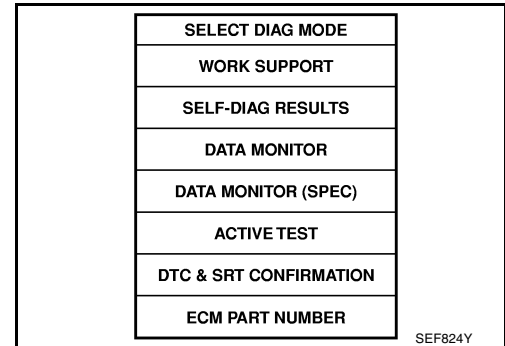 SELECT DIAG MODE
WORK SUPPORT
SELF-DIAG RESULTS
DATA MONITOR
DATA MONITOR (SPEC)
ACTIVE TEST
DTC & SRT CONFIRMATION
ECM PART NUMBER
SEF824Y